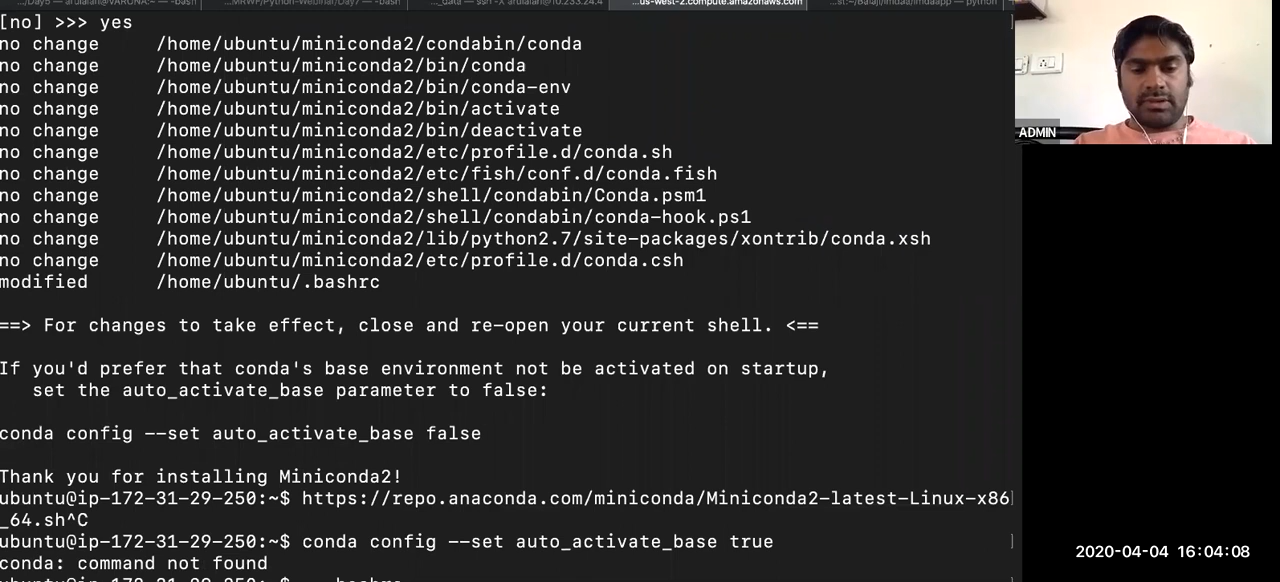 [no] >>> yes
no change /home/ubuntu/miniconda2/condabin/conda
no change /home/ubuntu/miniconda2/bin/conda
no change /home/ubuntu/miniconda2/bin/conda-env
no change /home/ubuntu/miniconda2/bin/activate
no change /home/ubuntu/miniconda2/bin/deactivate
no change /home/ubuntu/miniconda2/etc/profile.d/conda.sh
no change /home/ubuntu/miniconda2/etc/fish/conf.d/conda.fish
no change /home/ubuntu/miniconda2/shell/condabin/Conda.psm1
no change /home/ubuntu/miniconda2/shell/condabin/conda-hook.ps1
no change /home/ubuntu/miniconda2/lib/python2.7/site-packages/xontrib/conda.xsh
no change /home/ubuntu/miniconda2/etc/profile.d/conda.csh
modified /home/ubuntu/.bashrc
==> For changes to take effect, close and re-open your current shell. <==
If you'd prefer that conda's base environment not be activated on startup,
set the auto_activate_base parameter to false:
conda config --set auto_activate_base false
Thank you for installing Miniconda2!
ubuntu@ip-172-31-29-250:~$ https://repo.anaconda.com/miniconda/Miniconda2-latest-Linux-x86
_64.sh^C
ubuntu@ip-172-31-29-250:~$ conda config --set auto_activate_base true
conda: command not found
ADMIN
2020-04-04 16:04:08